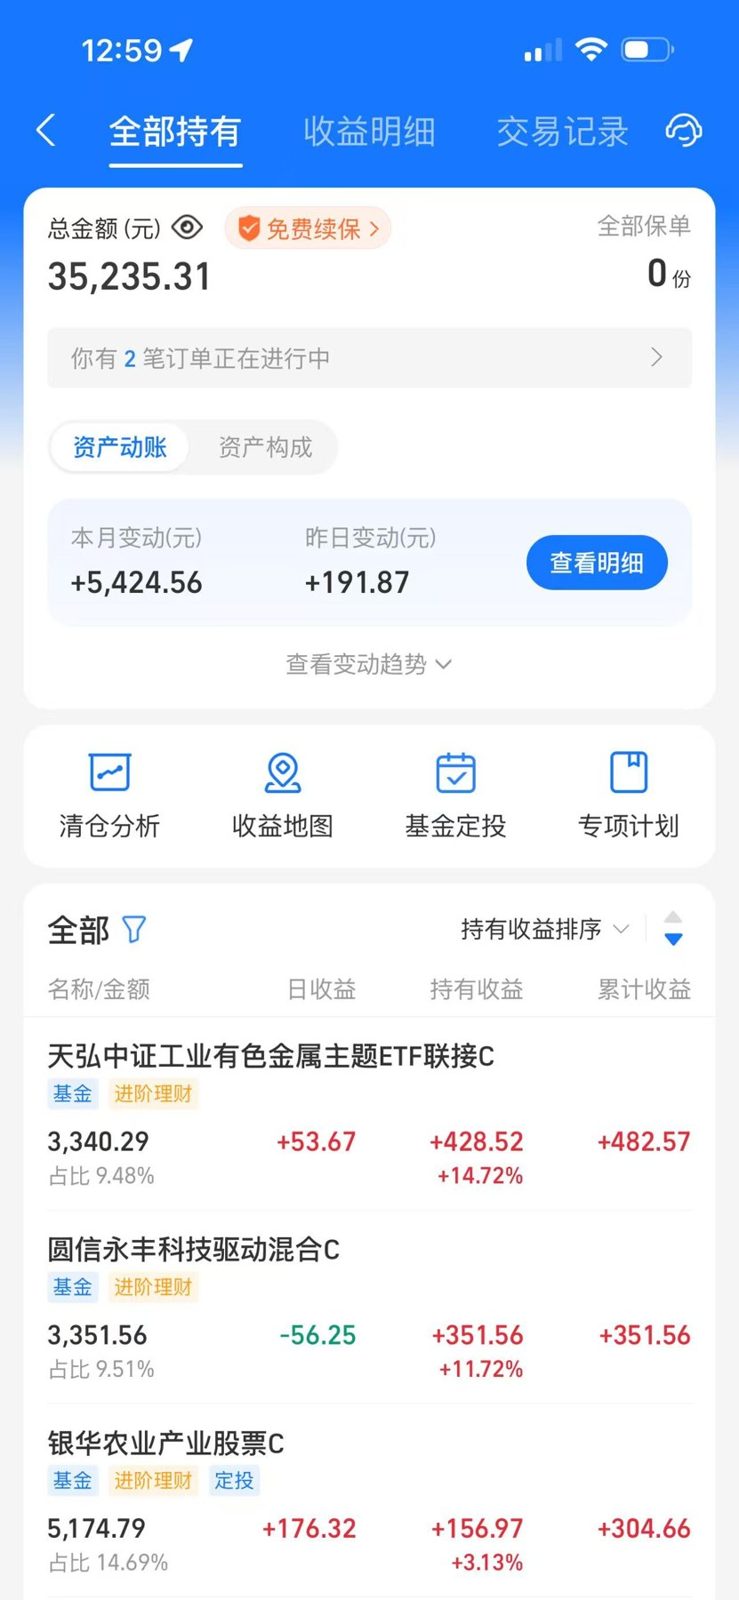 12:59
全部持有 收益明细 交易记录
总金额 (元) 免费续保 全部保单
35,235.31 0 份
你有 2 笔订单正在进行中
资产动账 资产构成
本月变动(元) 昨日变动(元) 查看明细
+5,424.56 +191.87
查看变动趋势
清仓分析 收益地图 基金定投 专项计划
全部 持有收益排序
名称/金额 日收益 持有收益 累计收益
天弘中证工业有色金属主题ETF联接C
基金 进阶理财
3,340.29 +53.67 +428.52 +482.57
占比 9.48% +14.72%
圆信永丰科技驱动混合C
基金 进阶理财
3,351.56 -56.25 +351.56 +351.56
占比 9.51% +11.72%
银华农业产业股票C
基金 进阶理财 定投
5,174.79 +176.32 +156.97 +304.66
占比 14.69% +3.13%